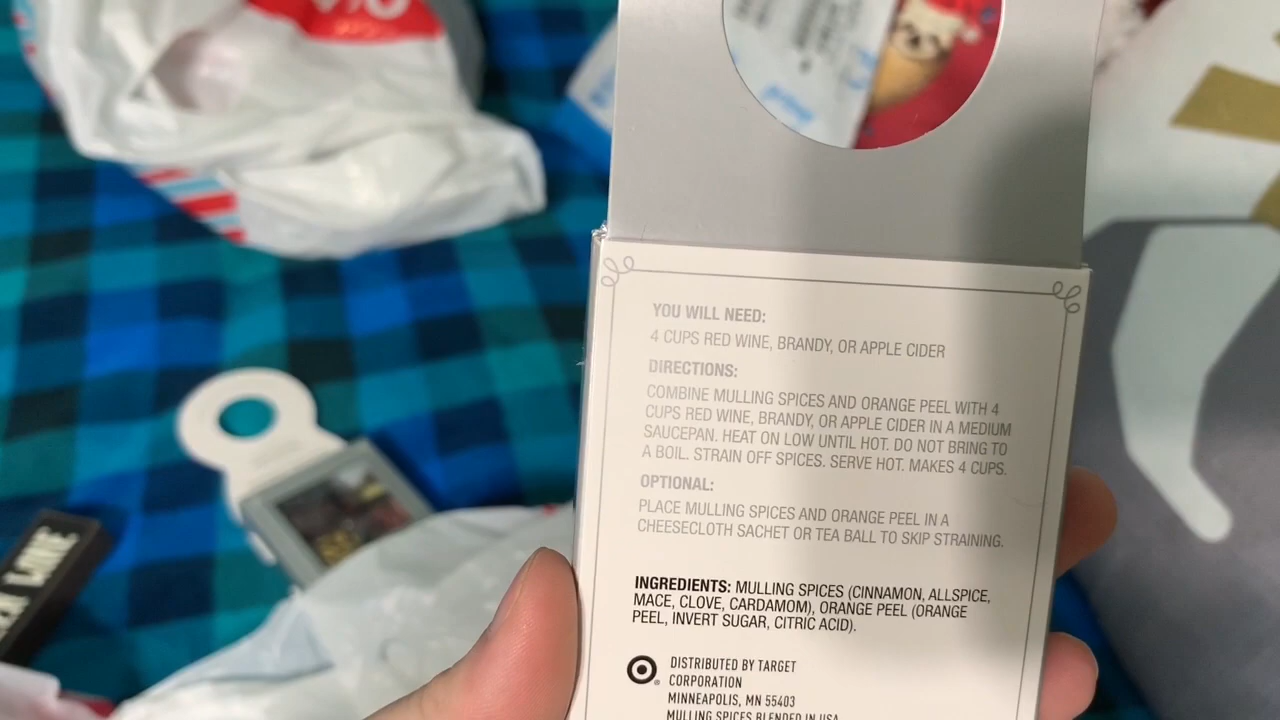 YOU WILL NEED:
4 CUPS RED WINE, BRANDY, OR APPLE CIDER
DIRECTIONS:
COMBINE MULLING SPICES AND ORANGE PEEL WITH 4
CUPS RED WINE, BRANDY, OR APPLE CIDER IN A MEDIUM
SAUCEPAN. HEAT ON LOW UNTIL HOT. DO NOT BRING TO
A BOIL. STRAIN OFF SPICES. SERVE HOT. MAKES 4 CUPS.
OPTIONAL:
PLACE MULLING SPICES AND ORANGE PEEL IN A
CHEESECLOTH SACHET OR TEA BALL TO SKIP STRAINING.
INGREDIENTS: MULLING SPICES (CINNAMON, ALLSPICE,
MACE, CLOVE, CARDAMOM), ORANGE PEEL (ORANGE
PEEL, INVERT SUGAR, CITRIC ACID).
DISTRIBUTED BY TARGET
CORPORATION
MINNEAPOLIS, MN 55403
MULLING SPICES BLENDED IN USA
WINE